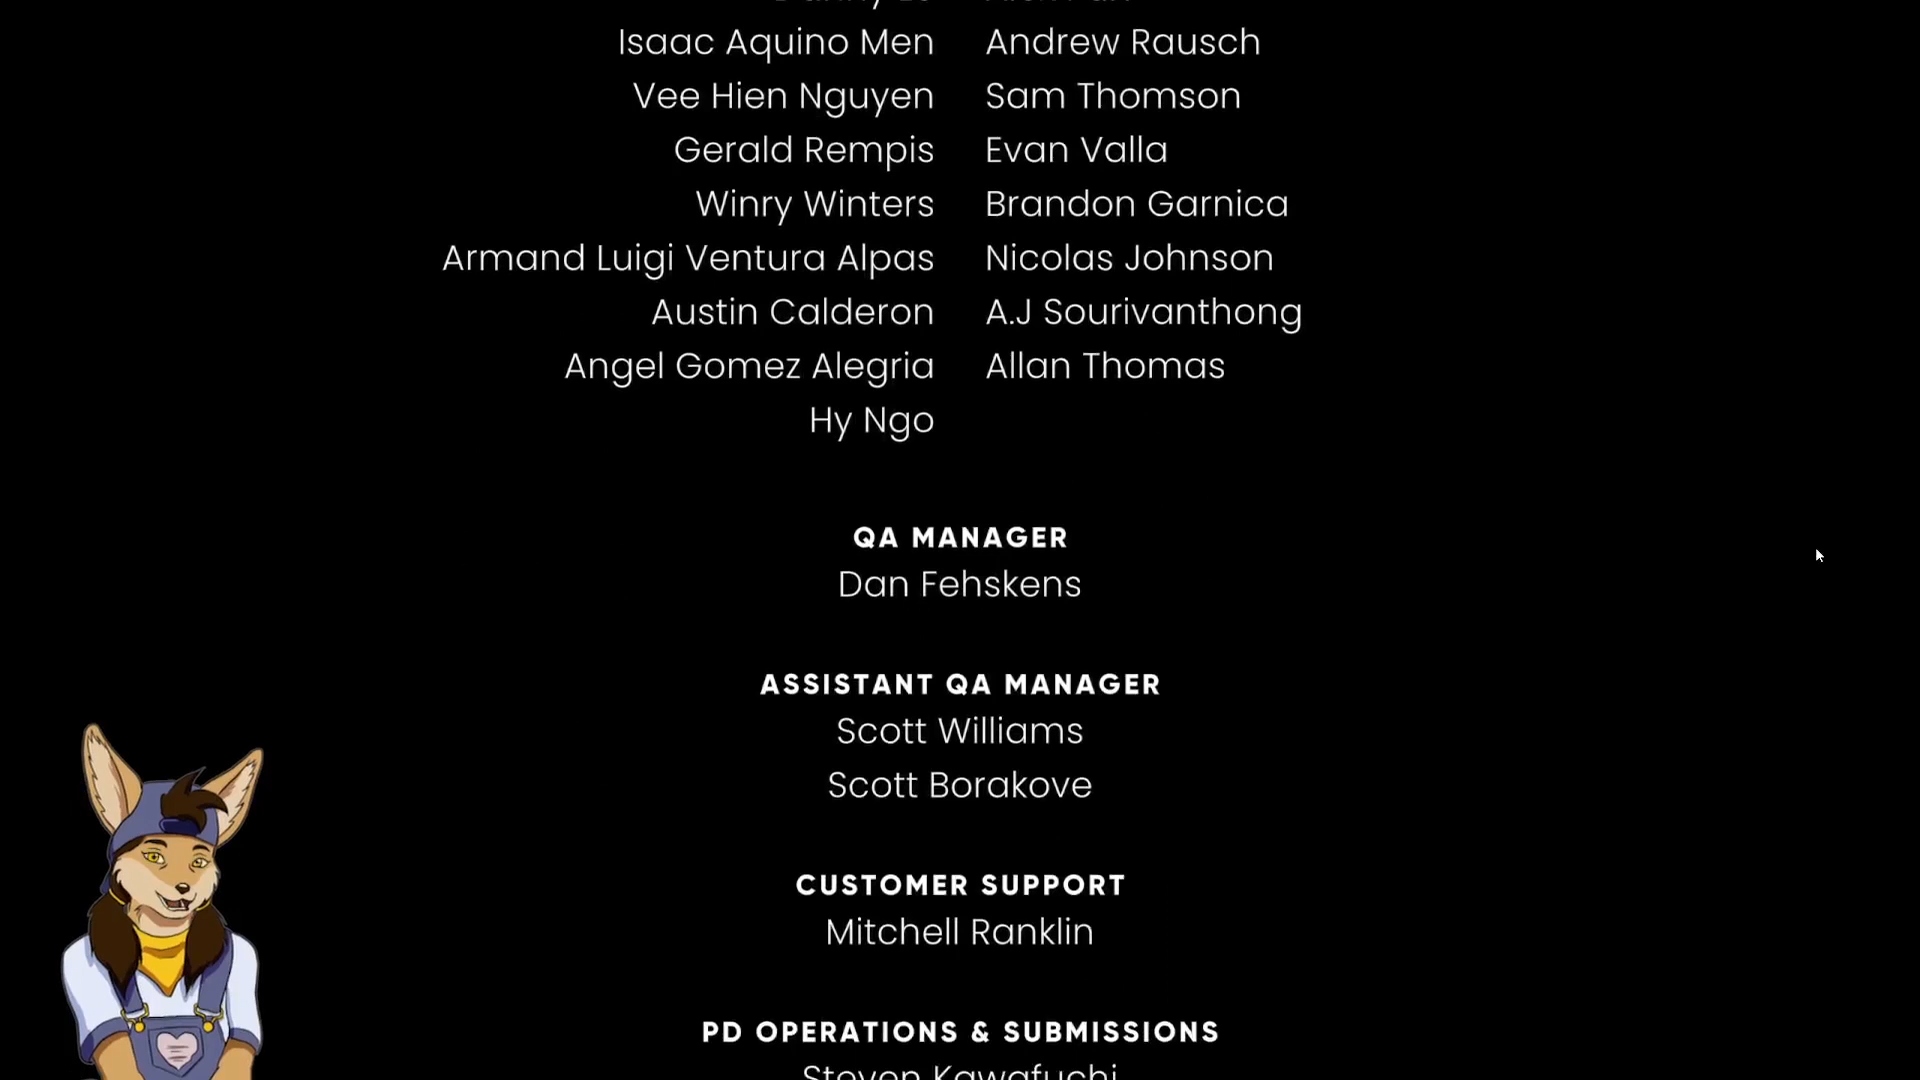 Isaac Aquino Men Andrew Rausch
Vee Hien Nguyen Sam Thomson
Gerald Rempis Evan Valla
Winry Winters Brandon Garnica
Armand Luigi Ventura Alpas Nicolas Johnson
Austin Calderon A.J Sourivanthong
Angel Gomez Alegria Allan Thomas
Hy Ngo
QA MANAGER
Dan Fehskens
ASSISTANT QA MANAGER
Scott Williams
Scott Borakove
CUSTOMER SUPPORT
Mitchell Ranklin
PD OPERATIONS & SUBMISSIONS
Steven Kawafuchi